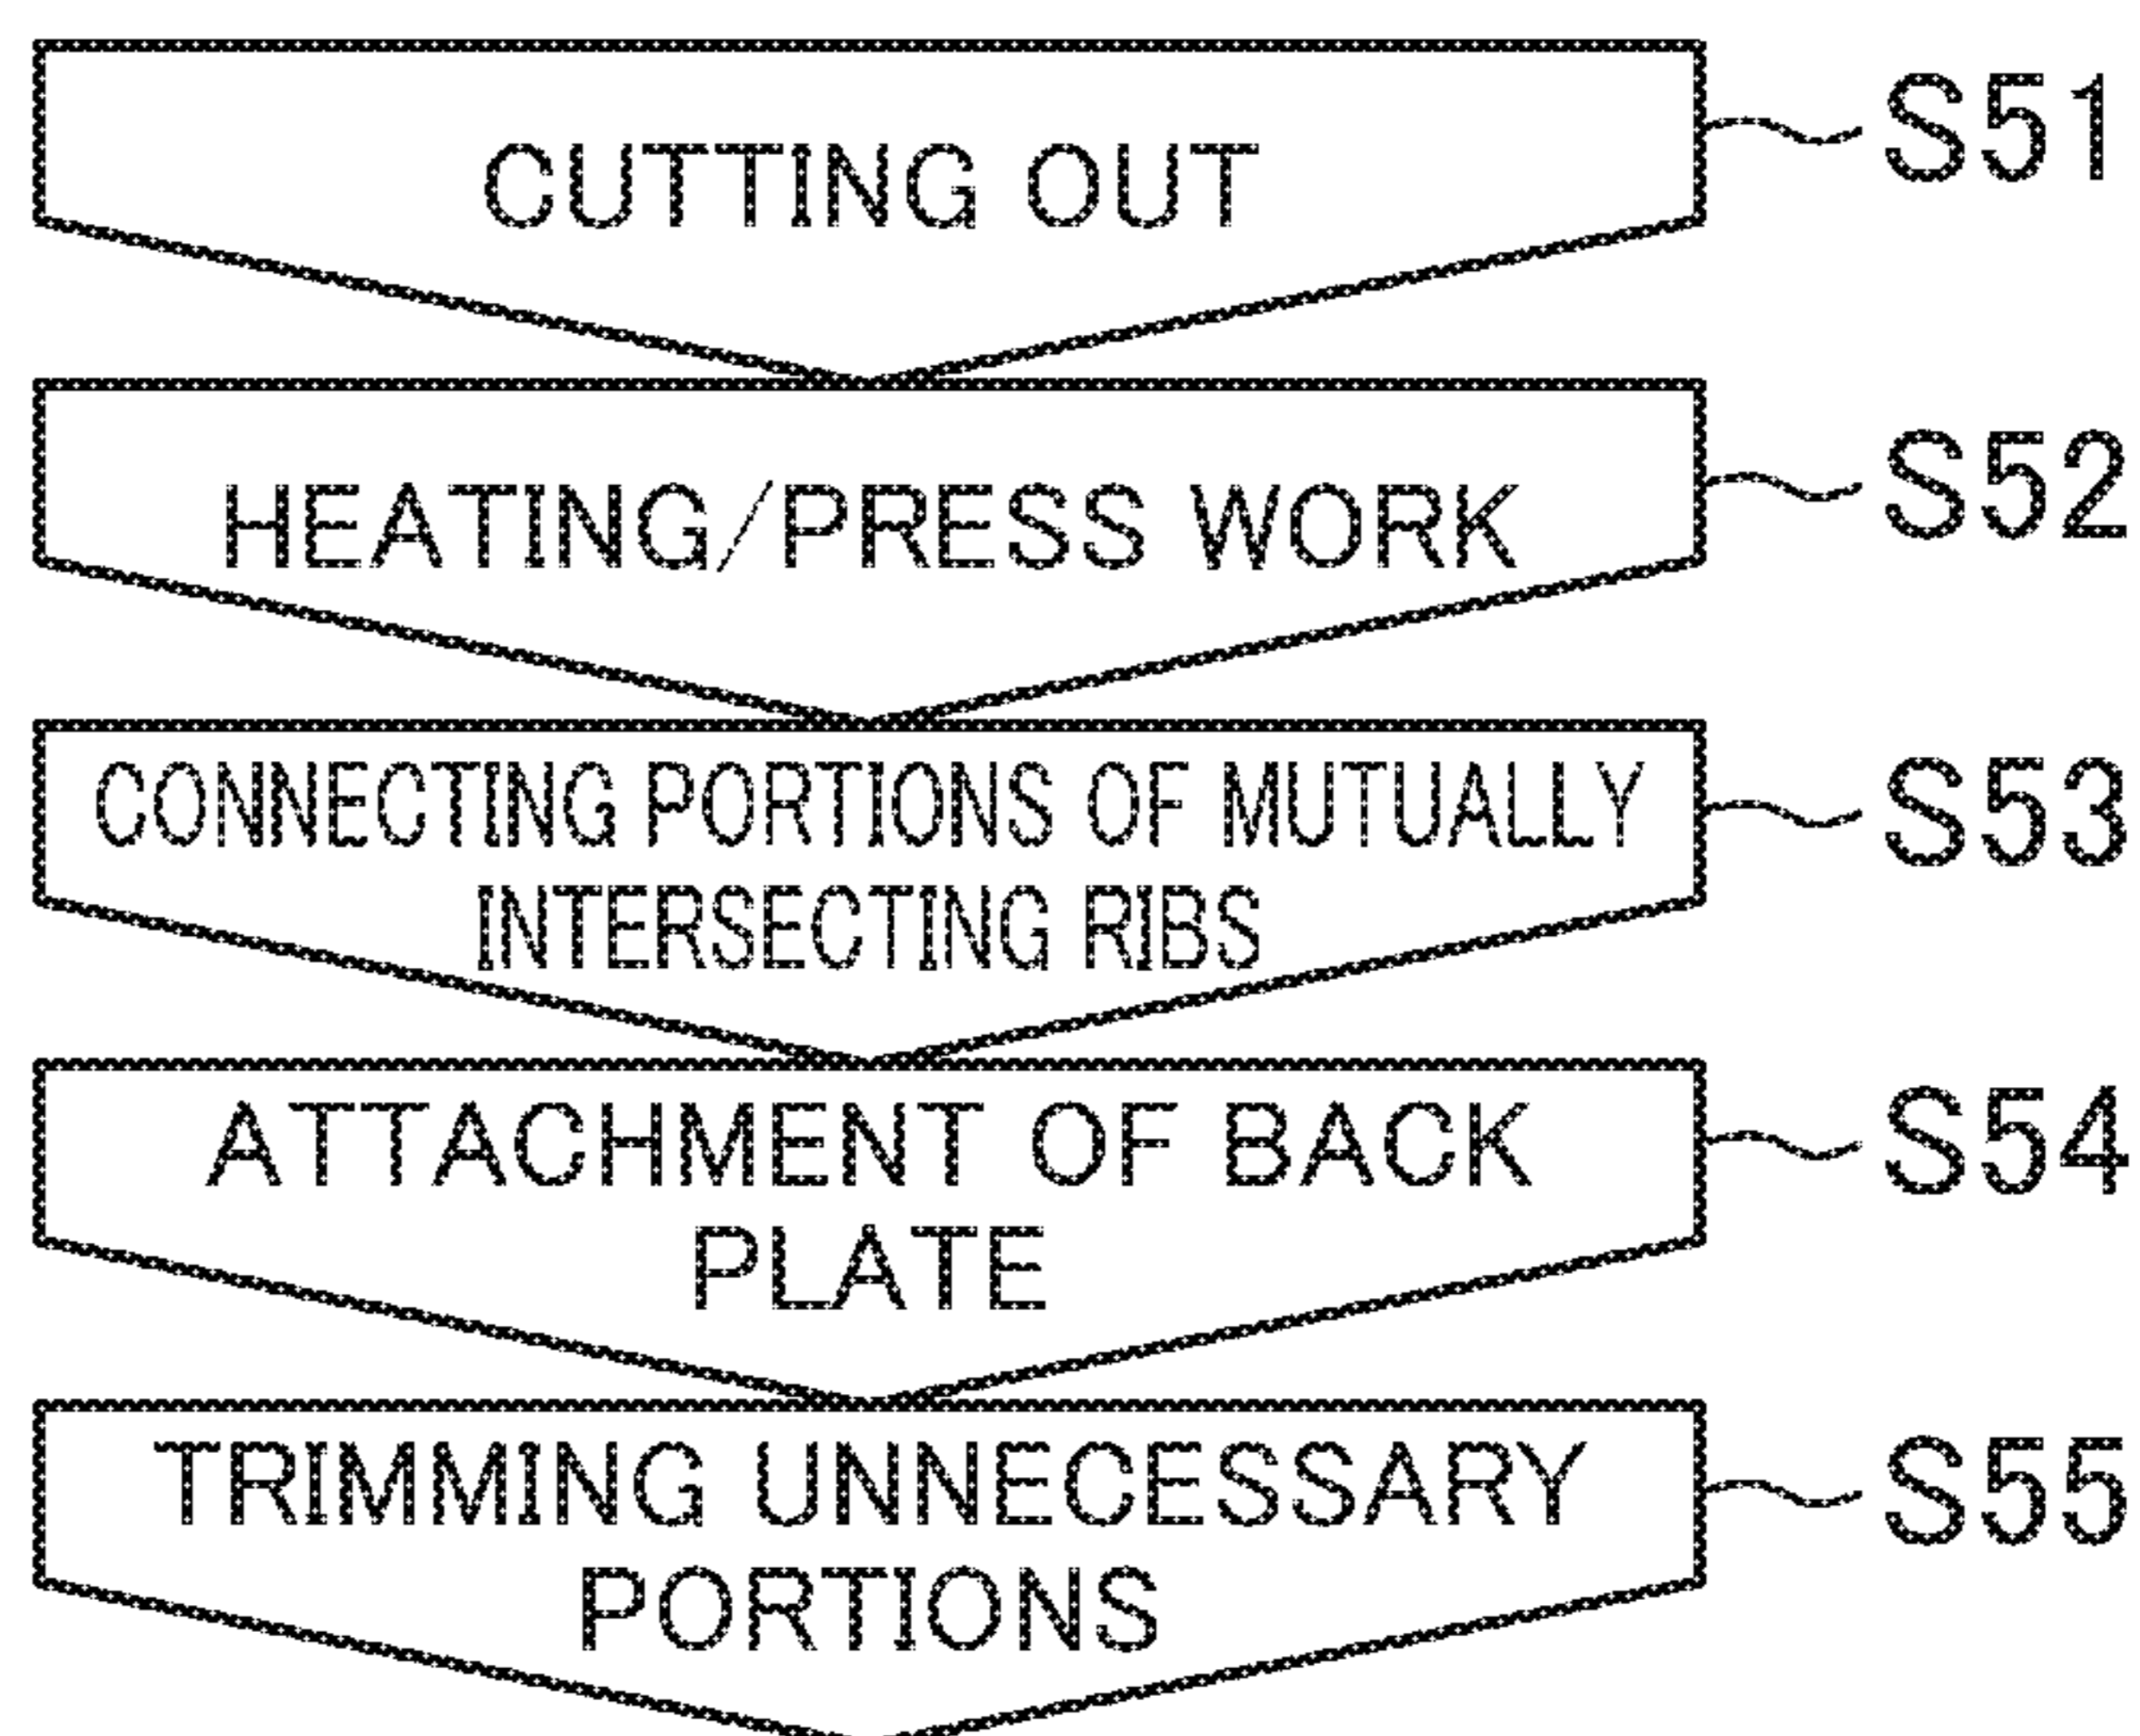 CUTTING OUT
S51
HEATING/PRESS WORK
S52
CONNECTING PORTIONS OF MUTUALLY
INTERSECTING RIBS
S53
ATTACHMENT OF BACK
PLATE
S54
TRIMMING UNNECESSARY
PORTIONS
S55